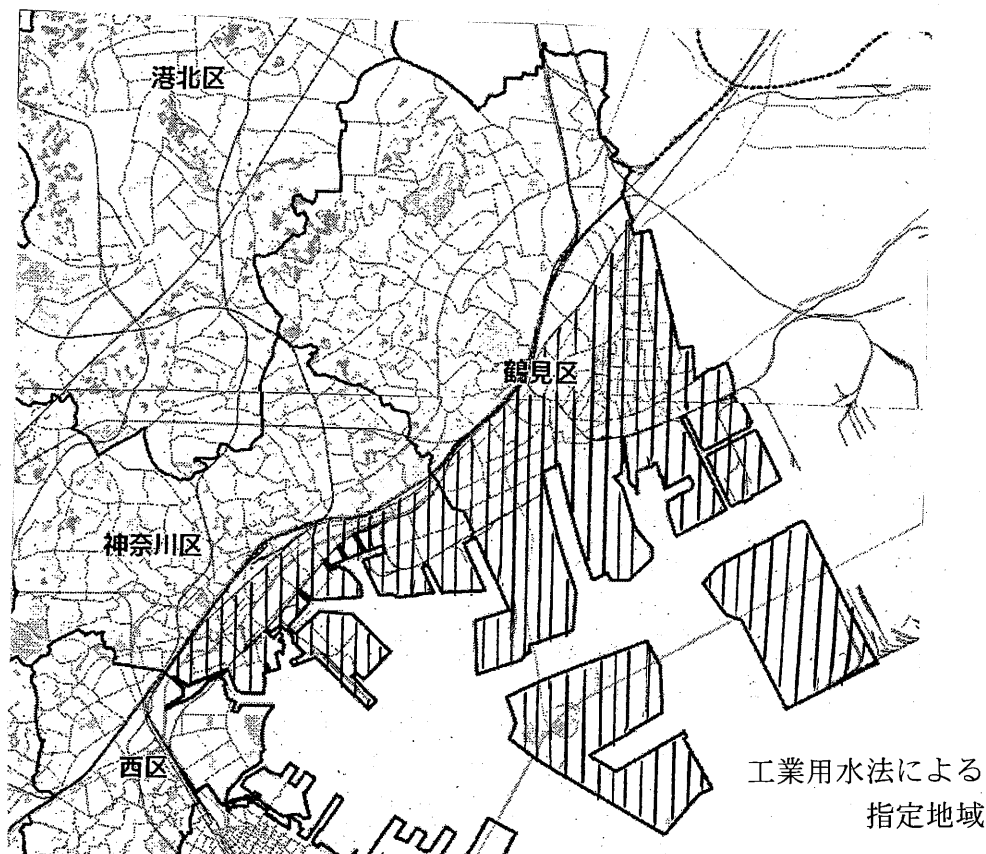 港北区
鶴見区
神奈川区
西区
工業用水法による
指定地域